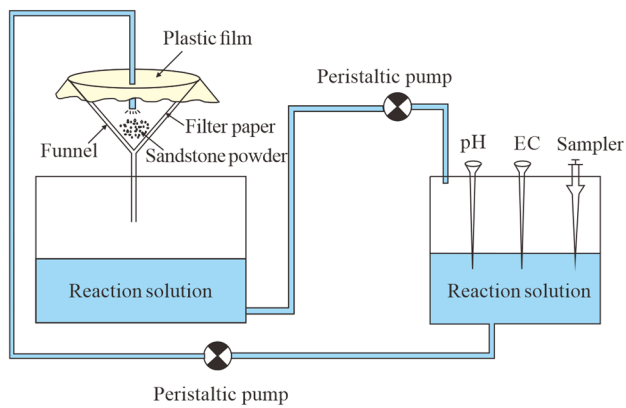 Plastic film
Peristaltic pump
Filter paper
Funnel
Sandstone powder
pH
EC
Sampler
Reaction solution
Reaction solution
Peristaltic pump